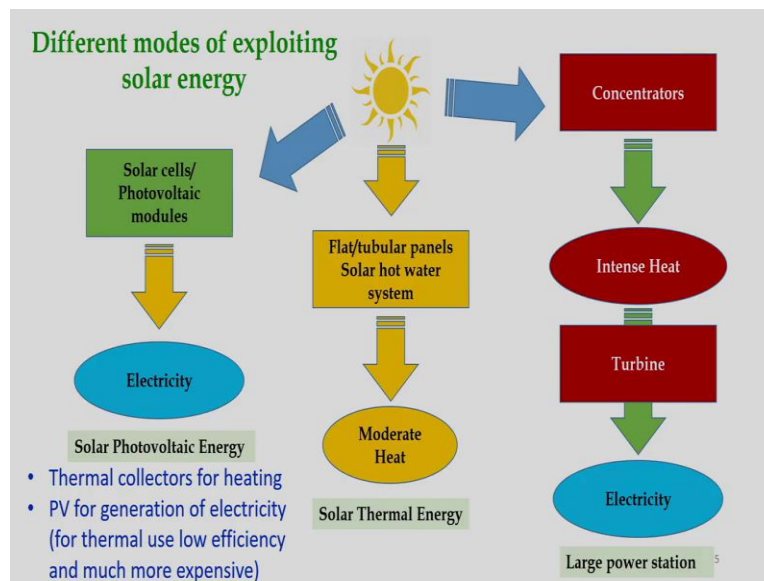 Different modes of exploiting
solar energy
Concentrators
Solar cells/
Photovoltaic
modules
Flat/tubular panels
Solar hot water
system
Intense Heat
Turbine
Electricity
Moderate
Heat
Electricity
Solar Photovoltaic Energy
Solar Thermal Energy
Large power station
5
• Thermal collectors for heating
• PV for generation of electricity
(for thermal use low efficiency
and much more expensive)